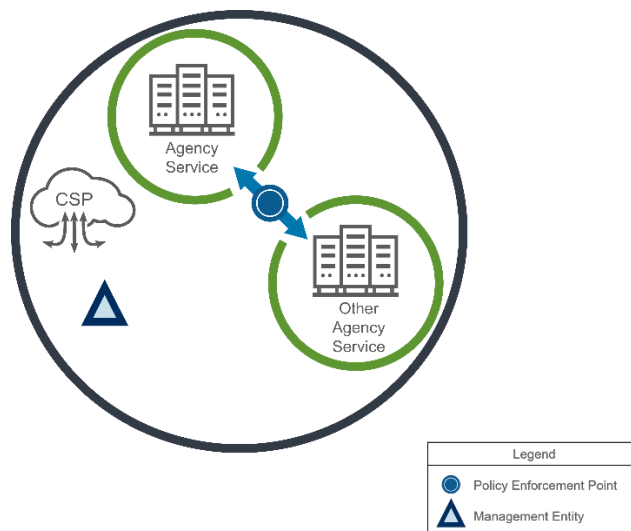 Agency
Service
CSP
Other
Agency
Service
Legend
Policy Enforcement Point
Management Entity